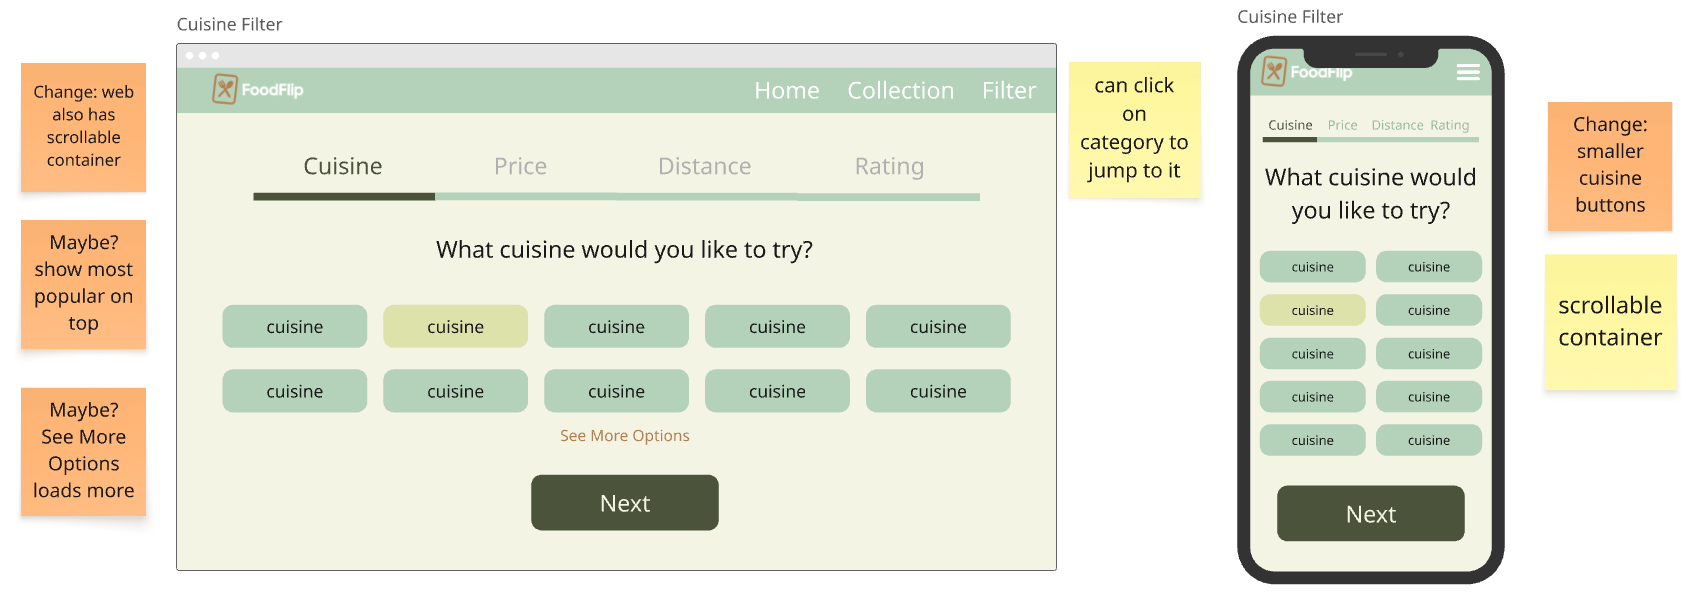 Cuisine Filter
Change: web
also has
scrollable
container
Maybe?
show most
popular on
top
Maybe?
See More
Options
loads more
FoodFlip
Home Collection Filter
Cuisine Price Distance Rating
What cuisine would you like to try?
cuisine cuisine cuisine cuisine cuisine
cuisine cuisine cuisine cuisine cuisine
See More Options
Next
can click
on
category to
jump to it
Cuisine Filter
FoodFlip
Cuisine Price Distance Rating
What cuisine would
you like to try?
cuisine cuisine
cuisine cuisine
cuisine cuisine
cuisine cuisine
cuisine cuisine
Next
Change:
smaller
cuisine
buttons
scrollable
container